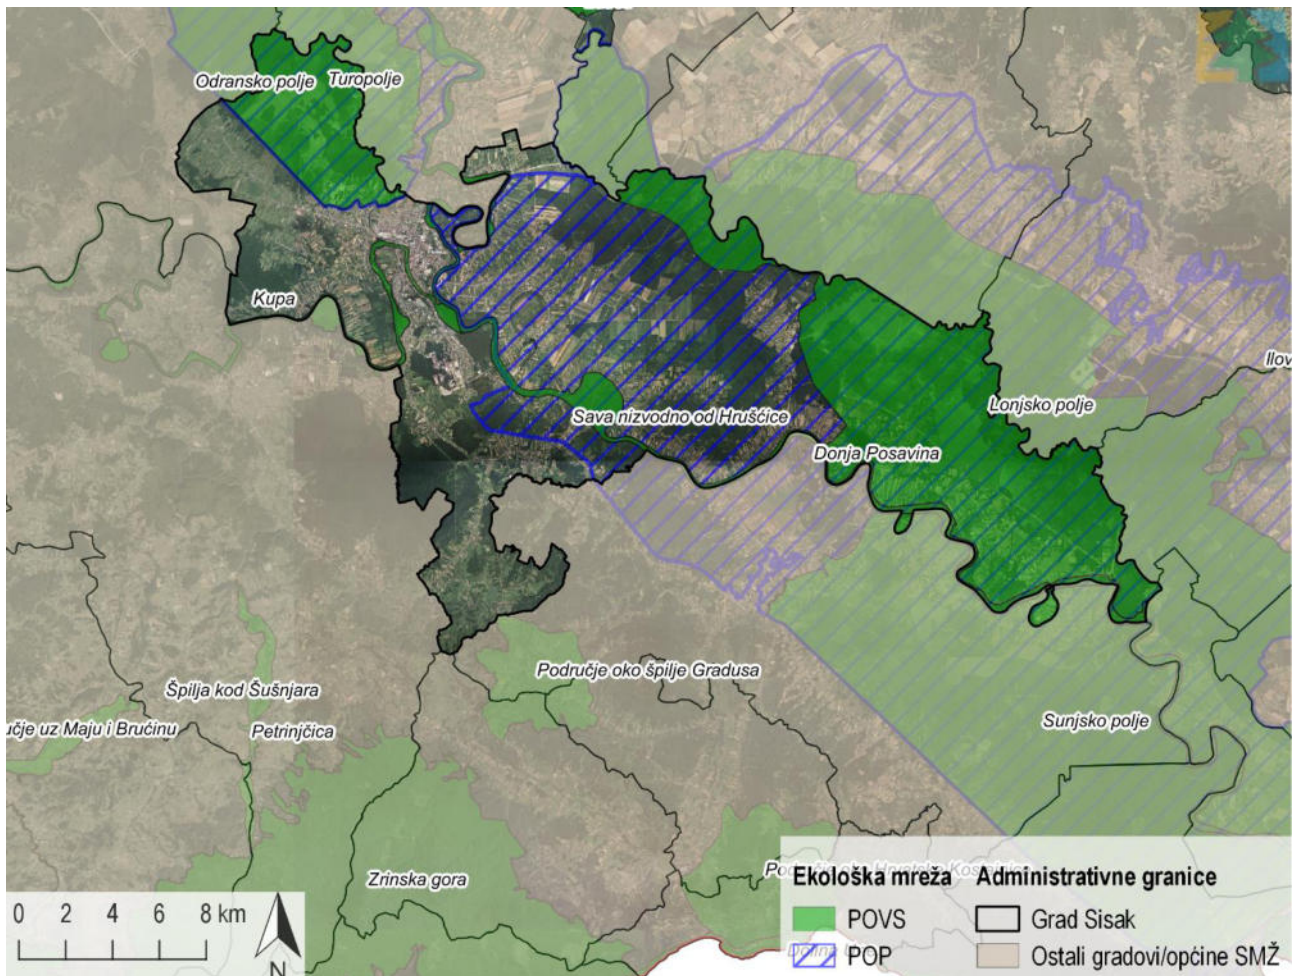 Odransko polje Turopolje
Kupa
Sava nizvodno od Hrušćice
Donja Posavina
Lonjsko polje
Ilov
Područje oko špilje Gradusa
Špilja kod Šušnjara
učje uz Maju i Brućinu
Petrinjčica
Sunjsko polje
Zrinska gora
0 2 4 6 8 km
N
Ekološka mreža
POVS
POP
Administrativne granice
Grad Sisak
Ostali gradovi/općine SMŽ